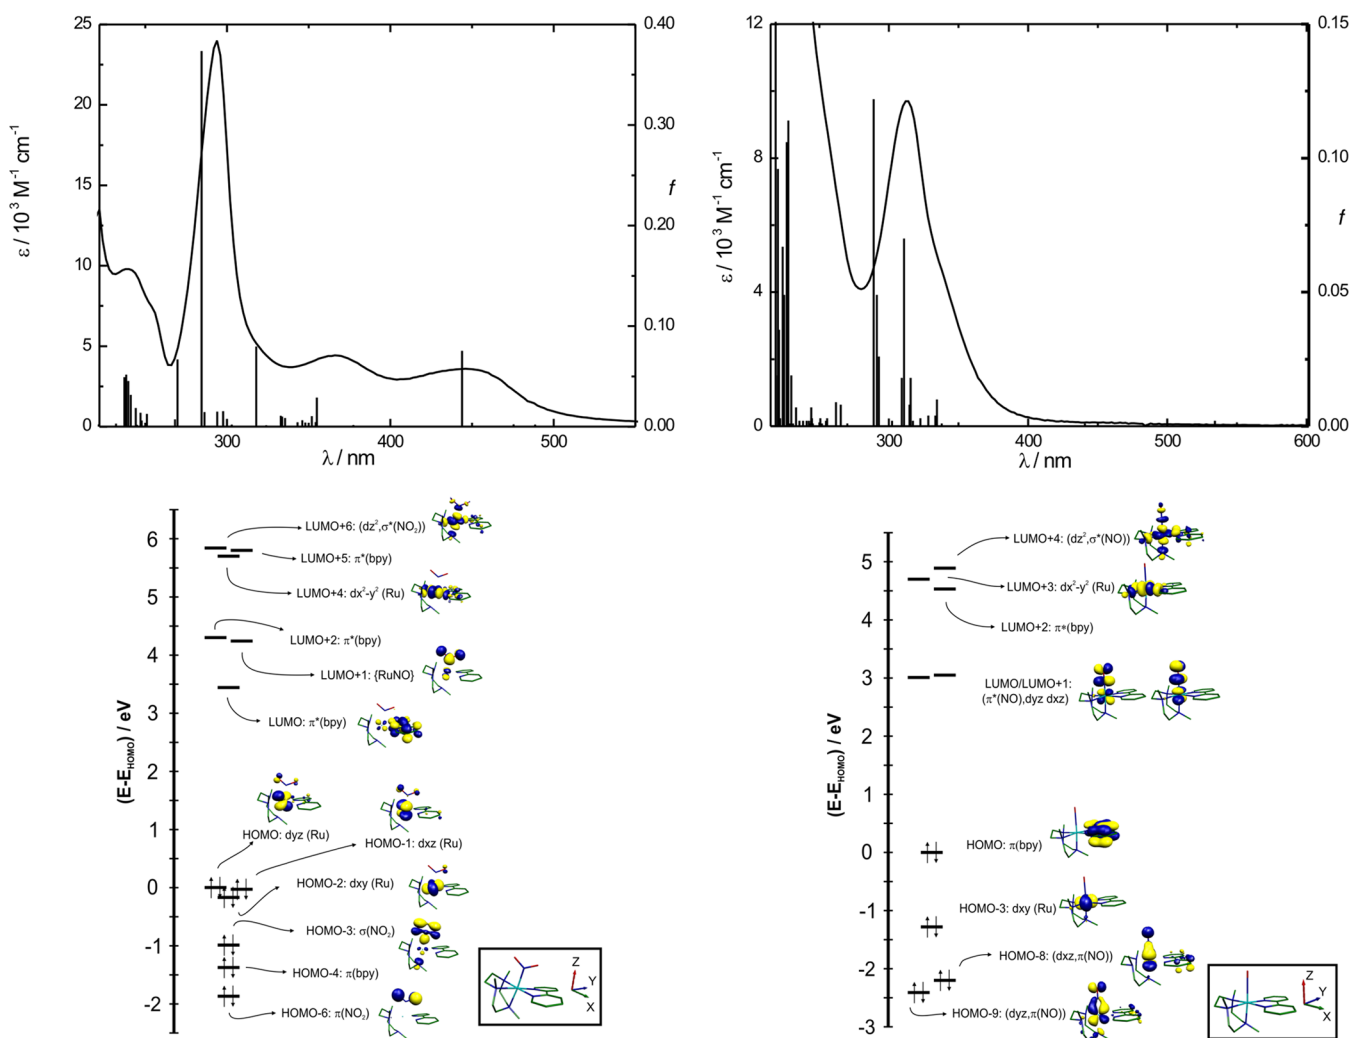 25
20
15
10
5
0
0.40
0.30
0.20
0.10
0.00
300
400
500
ε / 10³ M⁻¹ cm⁻¹
f
λ / nm
12
8
4
0
0.15
0.10
0.05
0.00
300
400
500
600
ε / 10³ M⁻¹ cm⁻¹
f
λ / nm
(E-E_HOMO) / eV
6
5
4
3
2
1
0
-1
-2
LUMO+6: (dz²,σ*(NO₂))
LUMO+5: π*(bpy)
LUMO+4: dx²-y² (Ru)
LUMO+2: π*(bpy)
LUMO+1: {RuNO}
LUMO: π*(bpy)
HOMO: dyz (Ru)
HOMO-1: dxz (Ru)
HOMO-2: dxy (Ru)
HOMO-3: σ(NO₂)
HOMO-4: π(bpy)
HOMO-6: π(NO₂)
Z
Y
X
(E-E_HOMO) / eV
5
4
3
2
1
0
-1
-2
-3
LUMO+4: (dz²,σ*(NO))
LUMO+3: dx²-y² (Ru)
LUMO+2: π*(bpy)
LUMO/LUMO+1:
(π*(NO),dyz dxz)
HOMO: π(bpy)
HOMO-3: dxy (Ru)
HOMO-8: (dxz,π(NO))
HOMO-9: (dyz,π(NO))
Z
Y
X